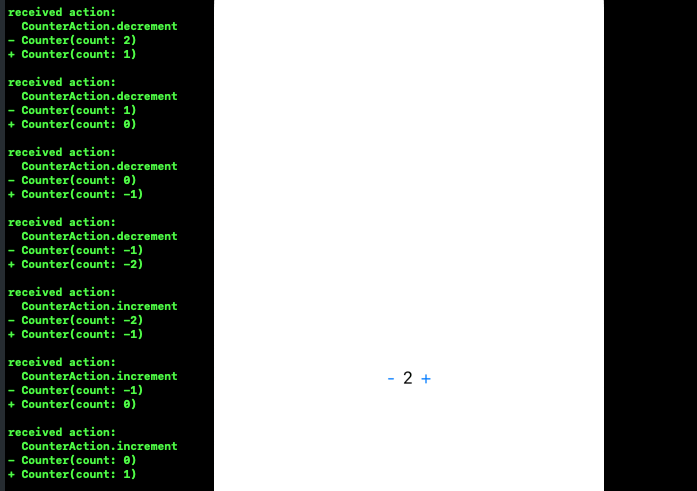 received action:
  CounterAction.decrement
- Counter(count: 2)
+ Counter(count: 1)

received action:
  CounterAction.decrement
- Counter(count: 1)
+ Counter(count: 0)

received action:
  CounterAction.decrement
- Counter(count: 0)
+ Counter(count: -1)

received action:
  CounterAction.decrement
- Counter(count: -1)
+ Counter(count: -2)

received action:
  CounterAction.increment
- Counter(count: -2)
+ Counter(count: -1)

received action:
  CounterAction.increment
- Counter(count: -1)
+ Counter(count: 0)

received action:
  CounterAction.increment
- Counter(count: 0)
+ Counter(count: 1)

- 2 +